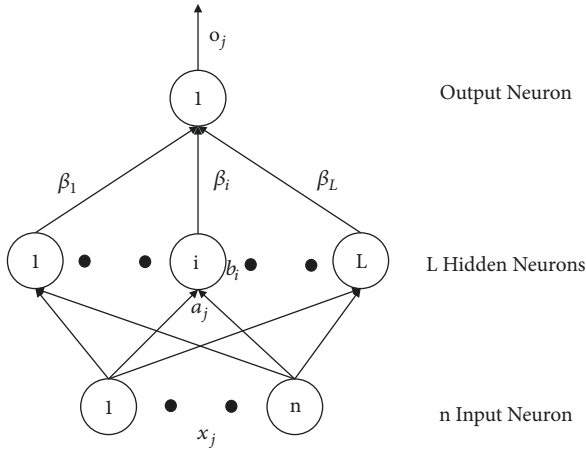 o_j
1
Output Neuron
β_1
β_i
β_L
1
i
b_i
L
L Hidden Neurons
a_j
1
n
n Input Neuron
x_j